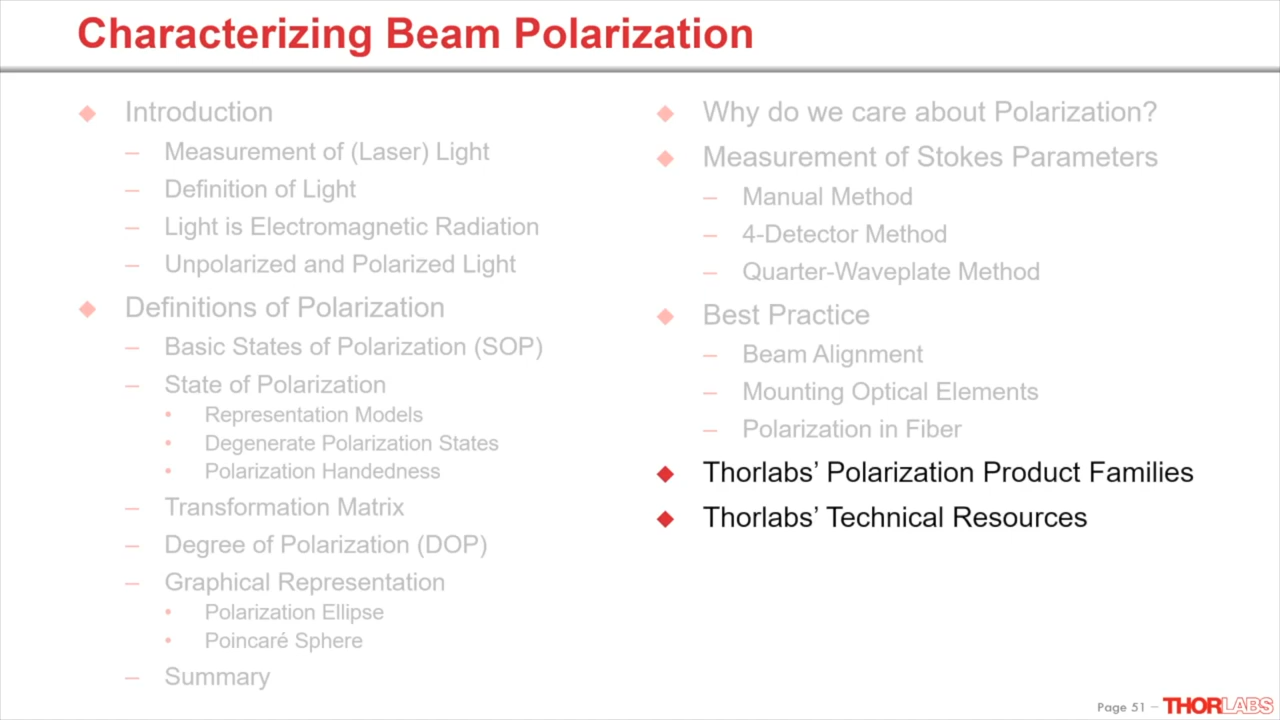 Characterizing Beam Polarization
Introduction
– Measurement of (Laser) Light
– Definition of Light
– Light is Electromagnetic Radiation
– Unpolarized and Polarized Light
Definitions of Polarization
– Basic States of Polarization (SOP)
– State of Polarization
• Representation Models
• Degenerate Polarization States
• Polarization Handedness
– Transformation Matrix
– Degree of Polarization (DOP)
– Graphical Representation
• Polarization Ellipse
• Poincaré Sphere
– Summary
Why do we care about Polarization?
Measurement of Stokes Parameters
– Manual Method
– 4-Detector Method
– Quarter-Waveplate Method
Best Practice
– Beam Alignment
– Mounting Optical Elements
– Polarization in Fiber
Thorlabs’ Polarization Product Families
Thorlabs’ Technical Resources
Page 51 – THORLABS